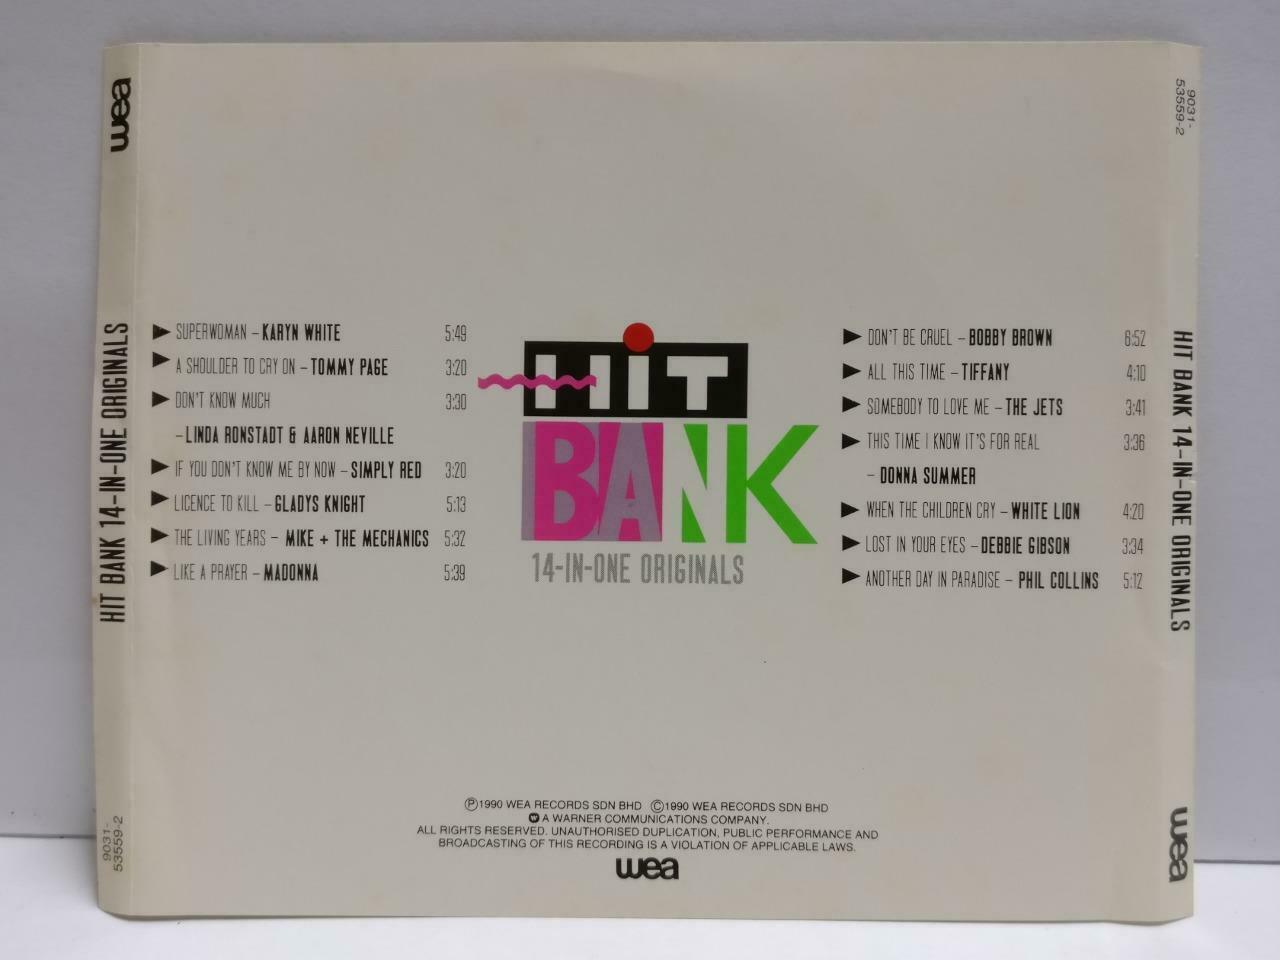 wea
HIT BANK 14-IN-ONE ORIGINALS
9031-
53559-2
SUPERWOMAN – KARYN WHITE 5:49
A SHOULDER TO CRY ON – TOMMY PAGE 3:20
DON'T KNOW MUCH 3:30
– LINDA RONSTADT & AARON NEVILLE
IF YOU DON'T KNOW ME BY NOW – SIMPLY RED 3:20
LICENCE TO KILL – GLADYS KNIGHT 5:13
THE LIVING YEARS – MIKE + THE MECHANICS 5:32
LIKE A PRAYER – MADONNA 5:39
HiT
BANK
14-IN-ONE ORIGINALS
DON'T BE CRUEL – BOBBY BROWN 6:52
ALL THIS TIME – TIFFANY 4:10
SOMEBODY TO LOVE ME – THE JETS 3:41
THIS TIME I KNOW IT'S FOR REAL 3:36
– DONNA SUMMER
WHEN THE CHILDREN CRY – WHITE LION 4:20
LOST IN YOUR EYES – DEBBIE GIBSON 3:34
ANOTHER DAY IN PARADISE – PHIL COLLINS 5:12
Ⓟ1990 WEA RECORDS SDN BHD ©1990 WEA RECORDS SDN BHD
A WARNER COMMUNICATIONS COMPANY.
ALL RIGHTS RESERVED. UNAUTHORISED DUPLICATION, PUBLIC PERFORMANCE AND
BROADCASTING OF THIS RECORDING IS A VIOLATION OF APPLICABLE LAWS.
wea
9031-
53559-2
HIT BANK 14-IN-ONE ORIGINALS
wea